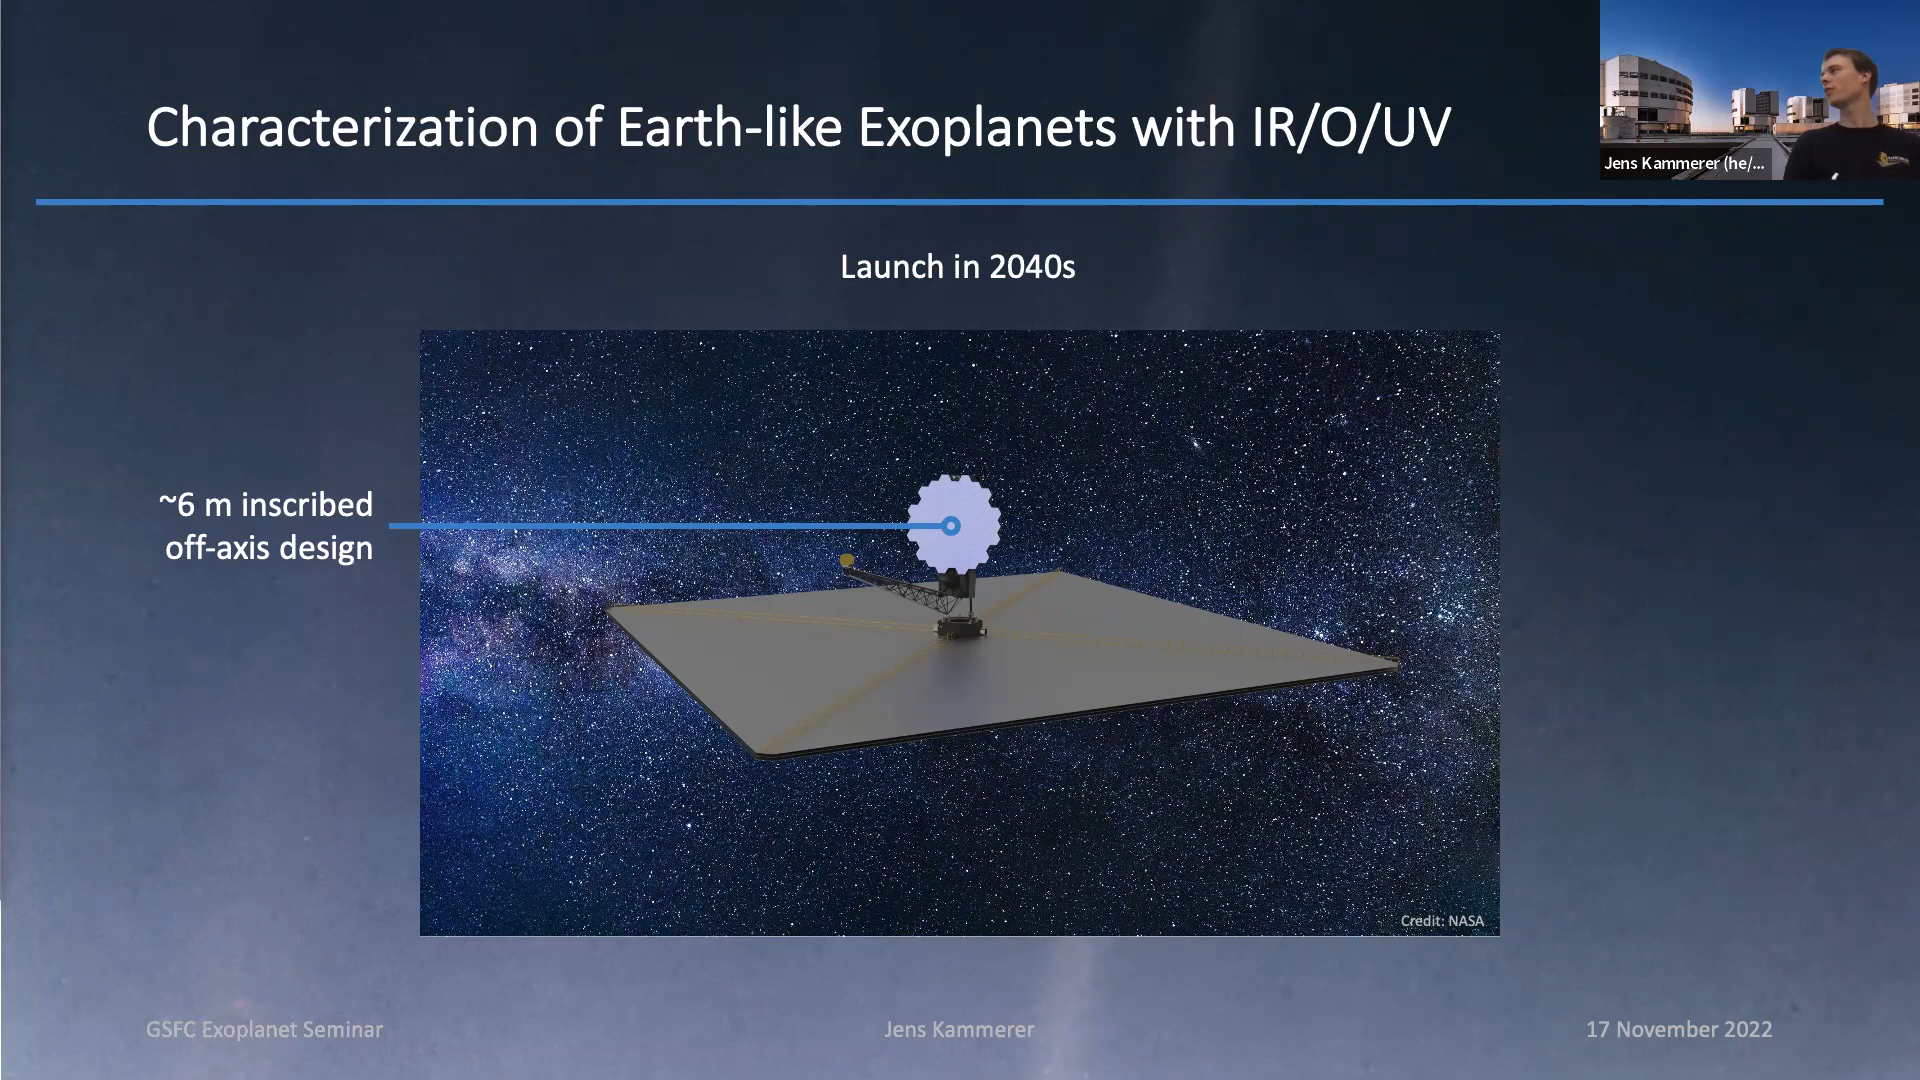 Characterization of Earth-like Exoplanets with IR/O/UV
Jens Kammerer (he/...
Launch in 2040s
~6 m inscribed
off-axis design
Credit: NASA
GSFC Exoplanet Seminar
Jens Kammerer
17 November 2022